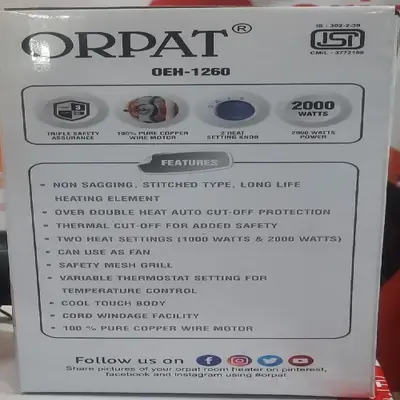 ORPAT®
OEH-1260
IS : 302-2-30
ISI
CM/L - 3772168
3
2000
WATTS
TRIPLE SAFETY
ASSURANCE
100% PURE COPPER
WIRE MOTOR
2 HEAT
SETTING KNOB
2000 WATTS
POWER
FEATURES
• NON SAGGING, STITCHED TYPE, LONG LIFE
HEATING ELEMENT
• OVER DOUBLE HEAT AUTO CUT-OFF PROTECTION
• THERMAL CUT-OFF FOR ADDED SAFETY
• TWO HEAT SETTINGS (1000 WATTS & 2000 WATTS)
• CAN USE AS FAN
• SAFETY MESH GRILL
• VARIABLE THERMOSTAT SETTING FOR
TEMPERATURE CONTROL
• COOL TOUCH BODY
• CORD WINDAGE FACILITY
• 100 % PURE COPPER WIRE MOTOR
Follow us on
Share pictures of your orpat room heater on pinterest,
facebook and instagram using #orpat